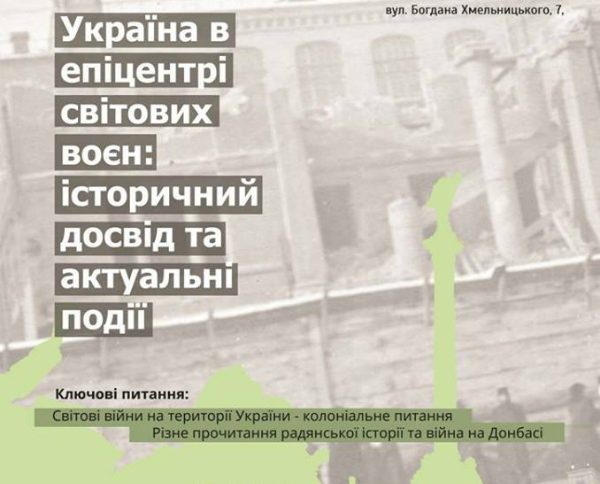 вул. Богдана Хмельницького, 7,
Україна в
епіцентрі
світових
воєн:
історичний
досвід та
актуальні
події
Ключові питання:
Світові війни на території України - колоніальне питання
Різне прочитання радянської історії та війна на Донбасі